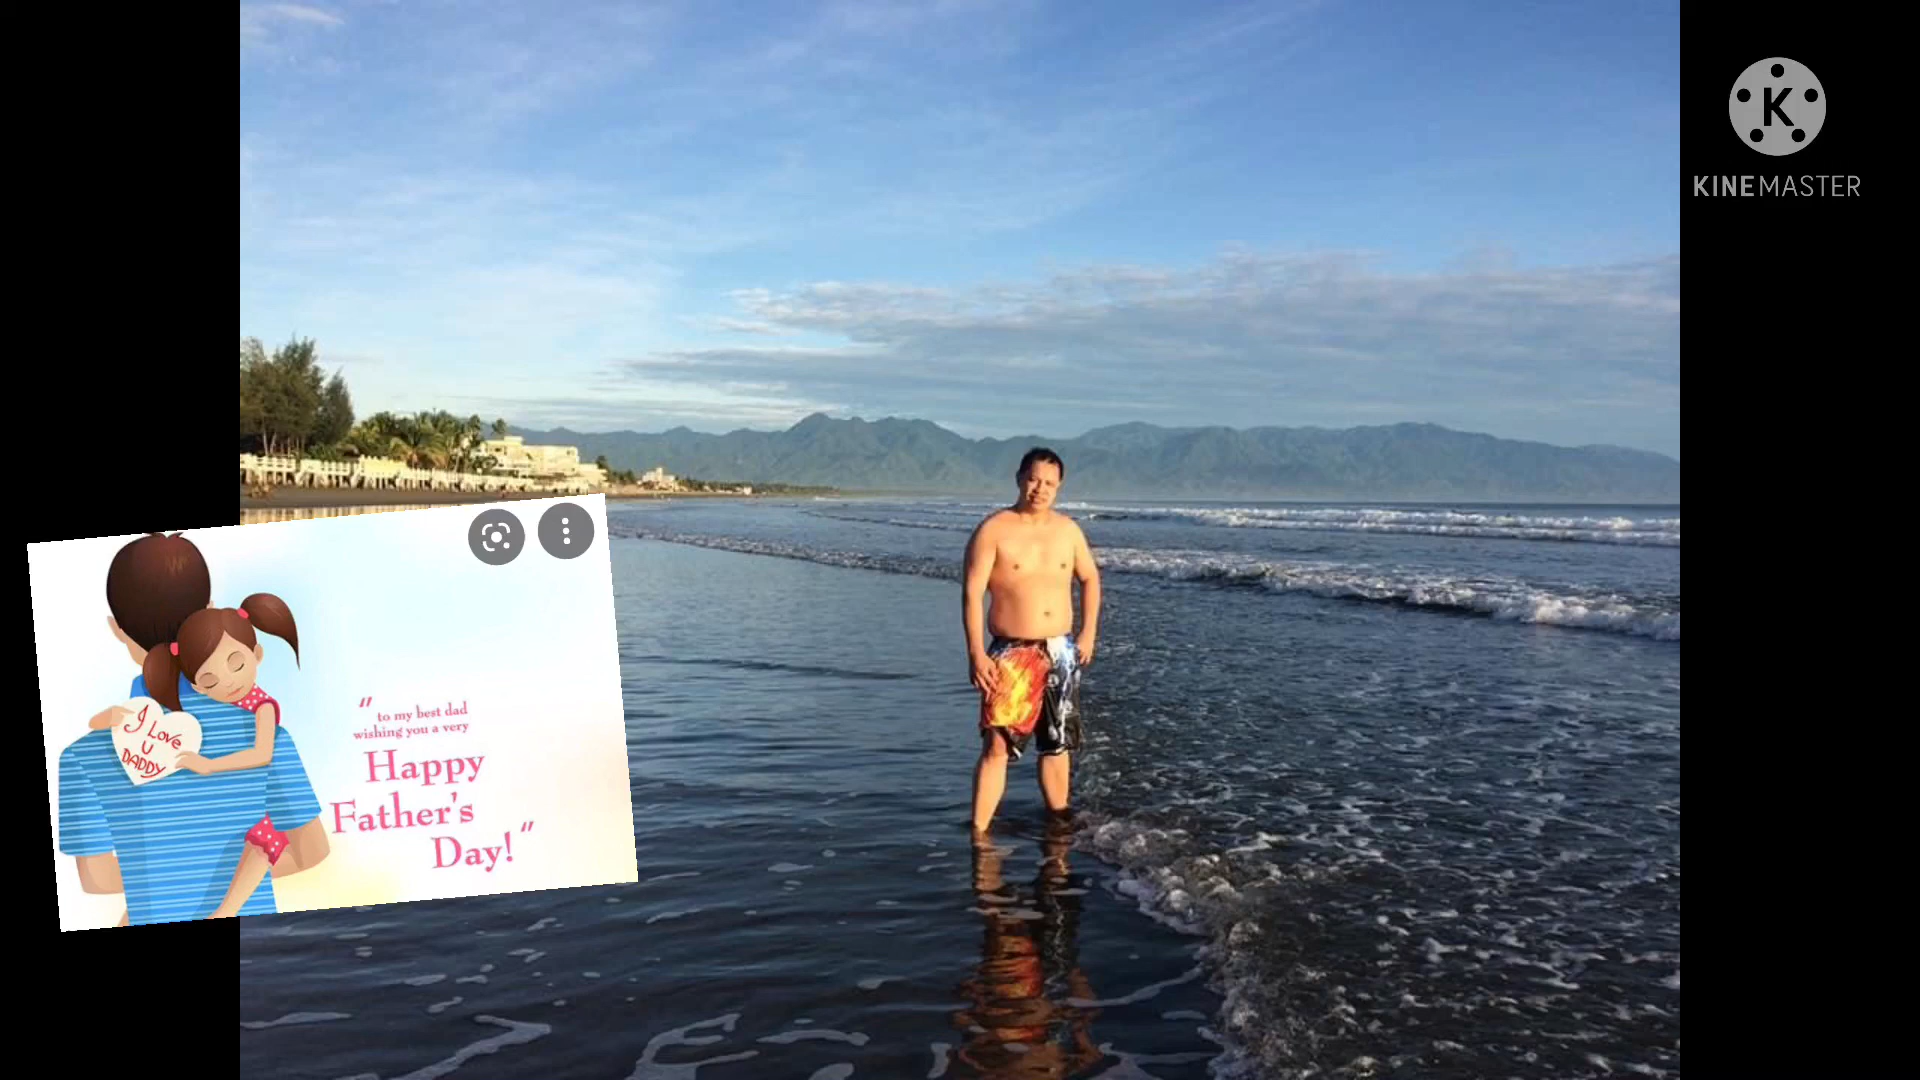 K
KINEMASTER
I Love
U
DADDY
" to my best dad
wishing you a very
Happy
Father's
Day! "